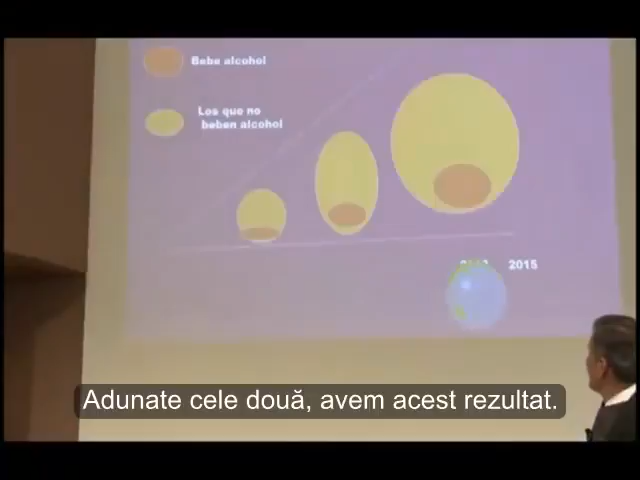 Bebe alcohol
Los que no
beben alcohol
2015
Adunate cele două, avem acest rezultat.